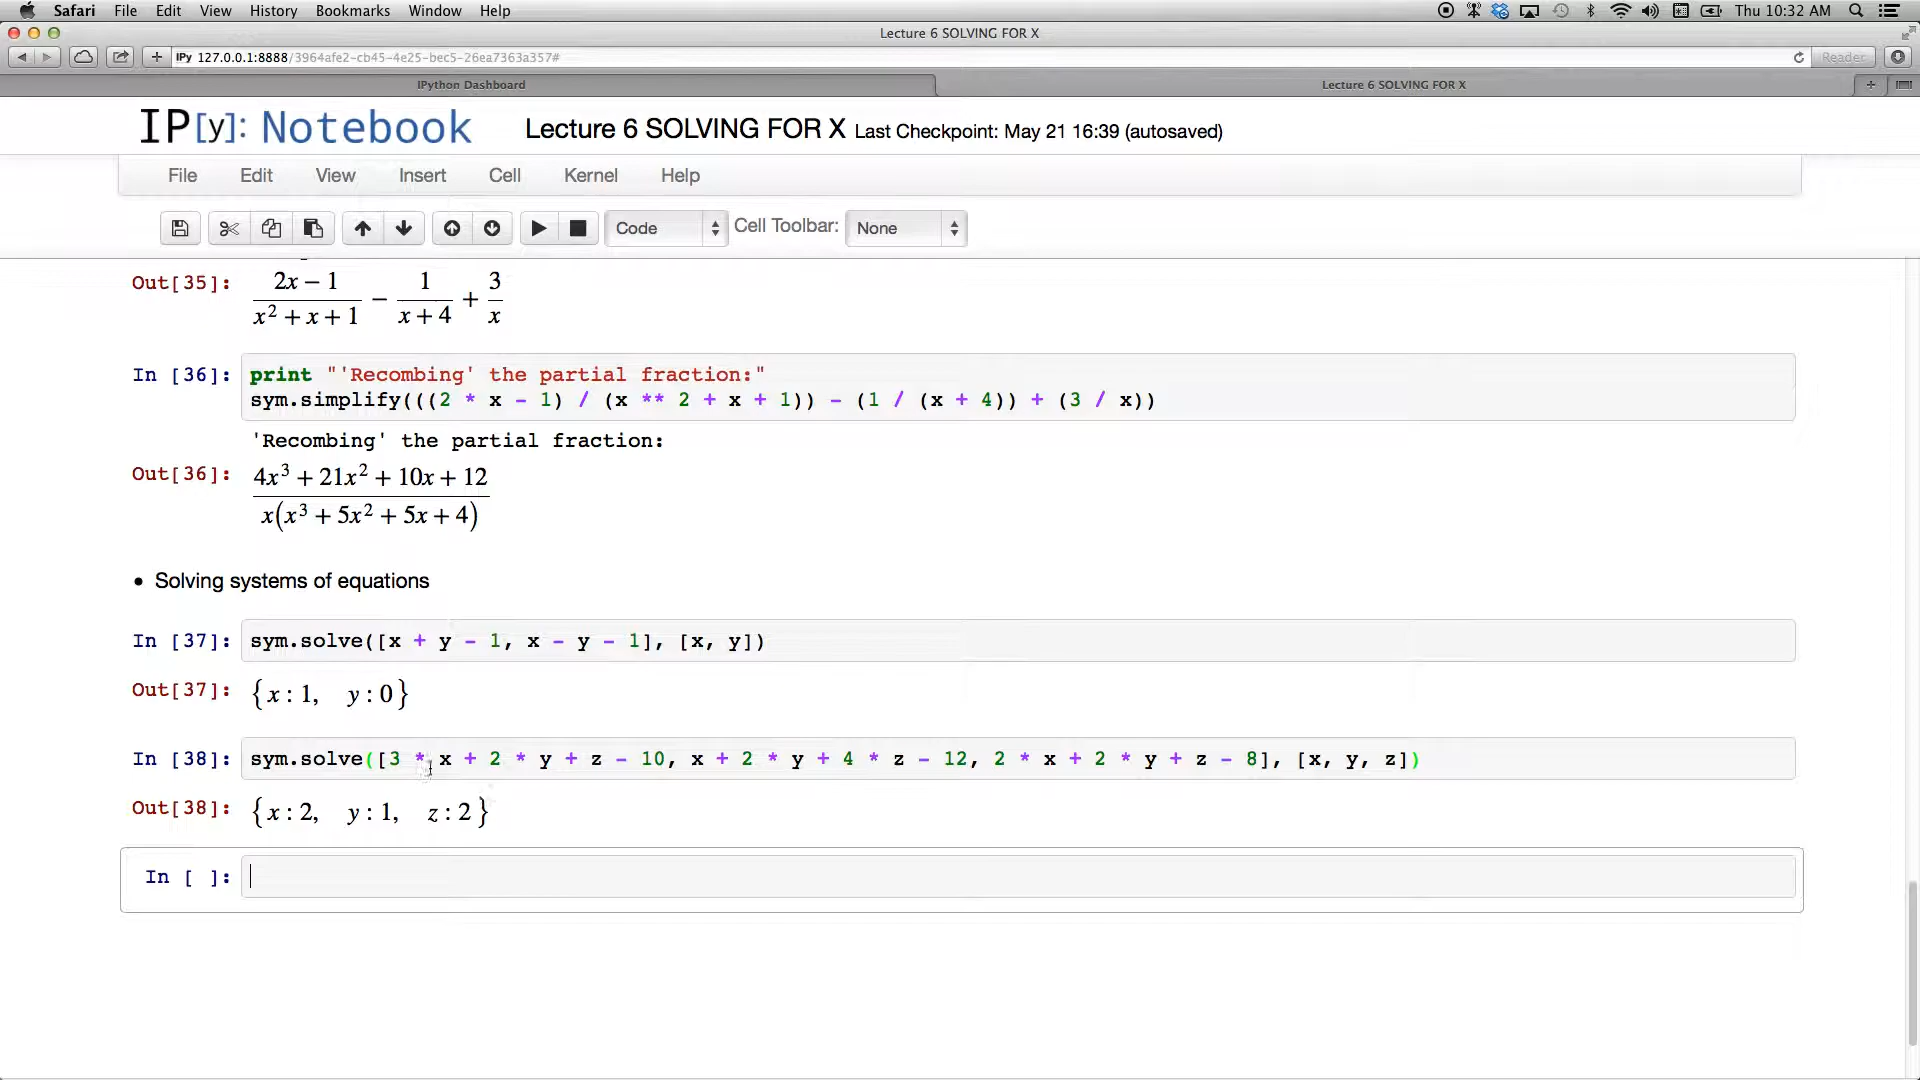 Safari File Edit View History Bookmarks Window Help Thu 10:32 AM
Lecture 6 SOLVING FOR X
IPy 127.0.0.1:8888/3964afe2-cb45-4e25-bec5-26ea7363a357# Reader
IPython Dashboard Lecture 6 SOLVING FOR X
IP[y]: Notebook Lecture 6 SOLVING FOR X Last Checkpoint: May 21 16:39 (autosaved)
File Edit View Insert Cell Kernel Help
Code Cell Toolbar: None
Out[35]: \frac{2x − 1}{x² + x + 1} − \frac{1}{x + 4} + \frac{3}{x}
In [36]: print "'Recombing' the partial fraction:"
sym.simplify(((2 * x - 1) / (x ** 2 + x + 1)) - (1 / (x + 4)) + (3 / x))
'Recombing' the partial fraction:
Out[36]: \frac{4x³ + 21x² + 10x + 12}{x(x³ + 5x² + 5x + 4)}
• Solving systems of equations
In [37]: sym.solve([x + y - 1, x - y - 1], [x, y])
Out[37]: {x : 1, y : 0}
In [38]: sym.solve([3 * x + 2 * y + z - 10, x + 2 * y + 4 * z - 12, 2 * x + 2 * y + z - 8], [x, y, z])
Out[38]: {x : 2, y : 1, z : 2}
In [ ]: